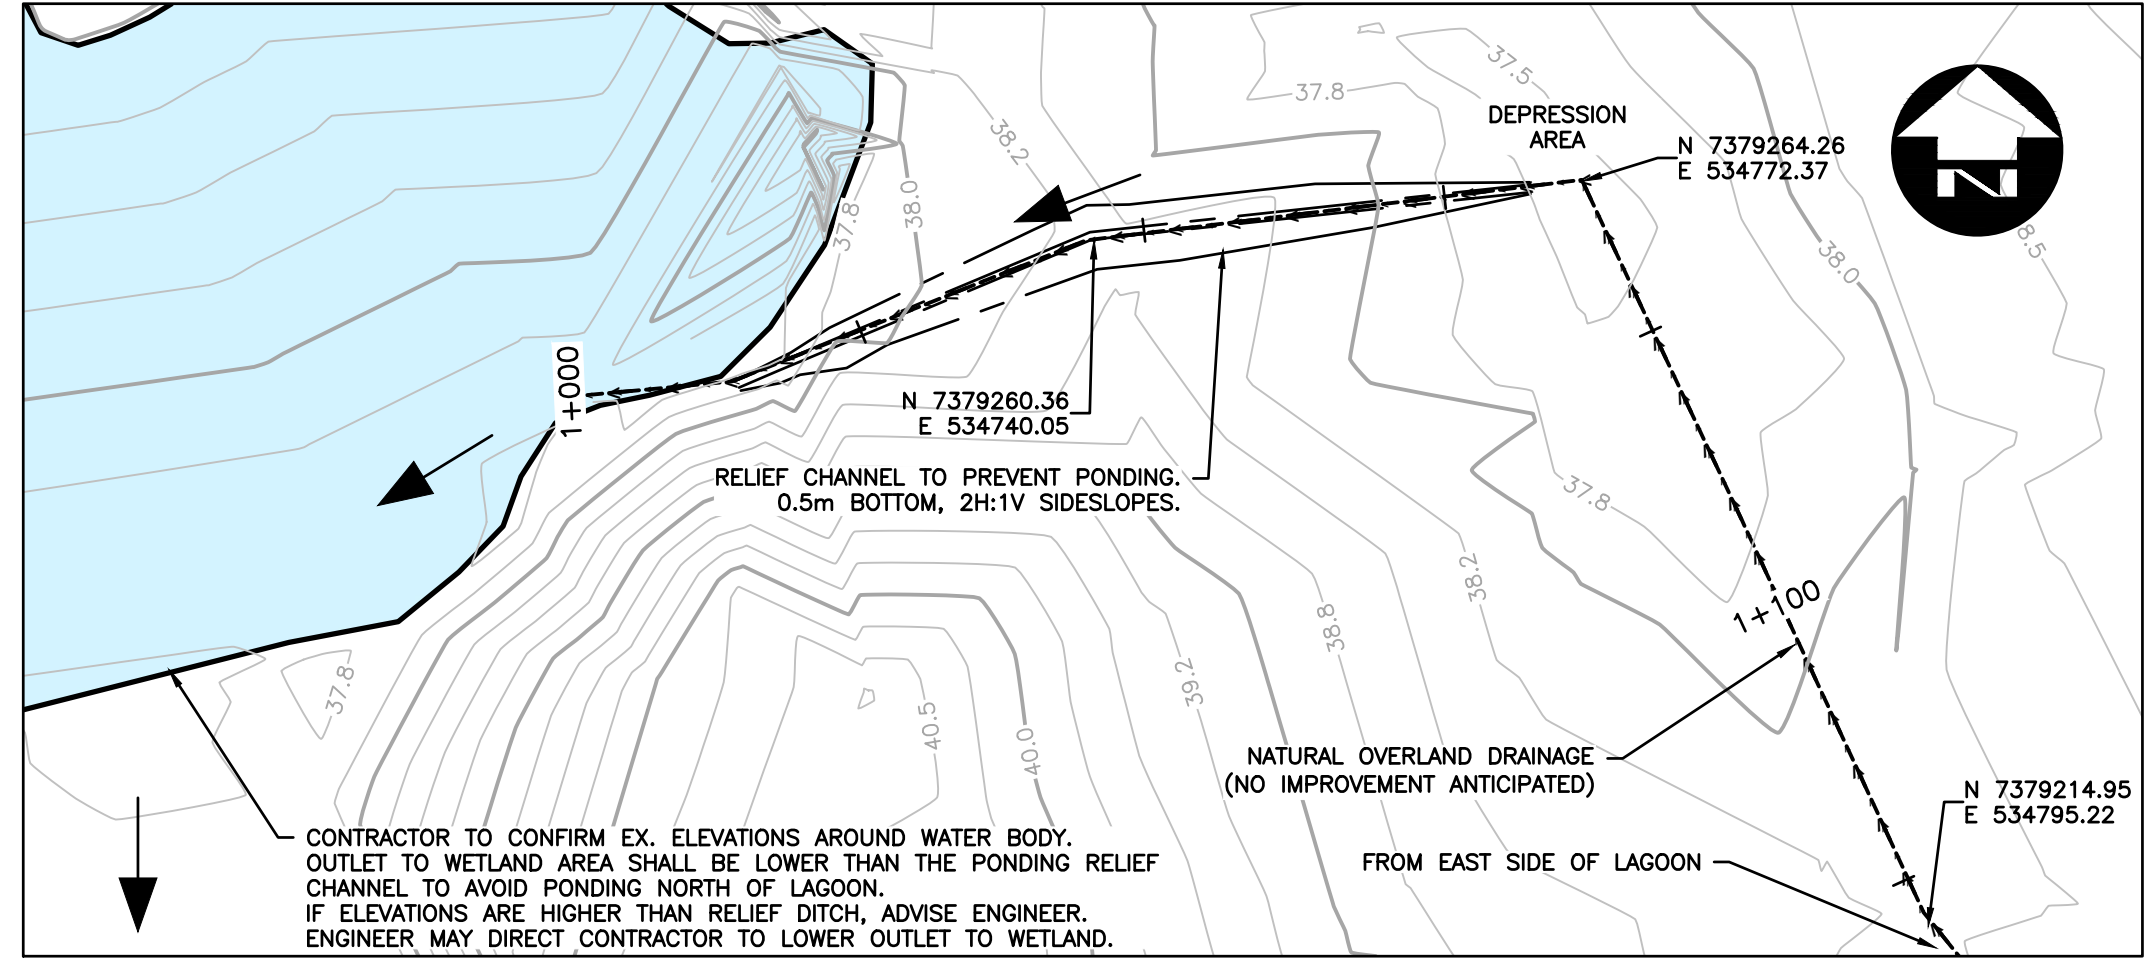 37.5
37.8
DEPRESSION
AREA
N 7379264.26
E 534772.37
N
38.2
38.0
37.8
8.5
38.0
1+000
N 7379260.36
E 534740.05
RELIEF CHANNEL TO PREVENT PONDING.
0.5m BOTTOM, 2H:1V SIDESLOPES.
37.8
38.2
38.8
39.2
1+100
37.8
40.5
40.0
NATURAL OVERLAND DRAINAGE
(NO IMPROVEMENT ANTICIPATED)
N 7379214.95
E 534795.22
FROM EAST SIDE OF LAGOON
CONTRACTOR TO CONFIRM EX. ELEVATIONS AROUND WATER BODY.
OUTLET TO WETLAND AREA SHALL BE LOWER THAN THE PONDING RELIEF
CHANNEL TO AVOID PONDING NORTH OF LAGOON.
IF ELEVATIONS ARE HIGHER THAN RELIEF DITCH, ADVISE ENGINEER.
ENGINEER MAY DIRECT CONTRACTOR TO LOWER OUTLET TO WETLAND.